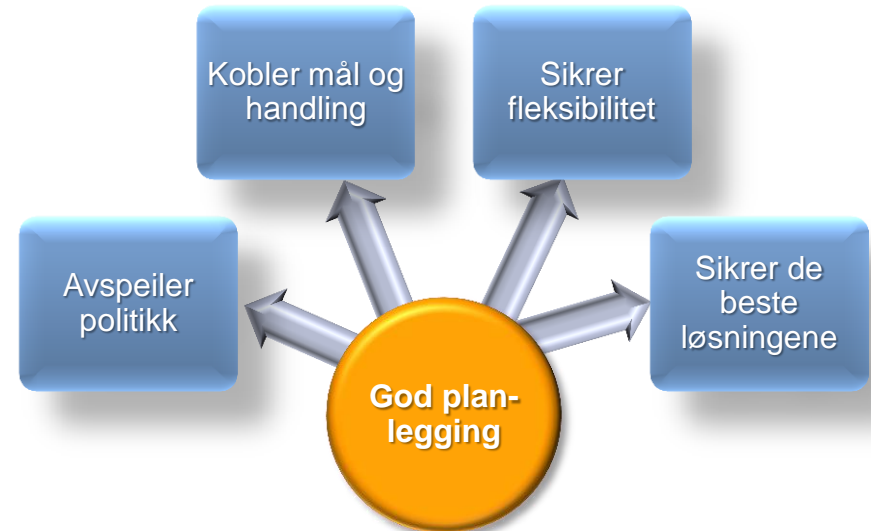 Kobler mål og
handling
Sikrer
fleksibilitet
Avspeiler
politikk
Sikrer de
beste
løsningene
God plan-
legging